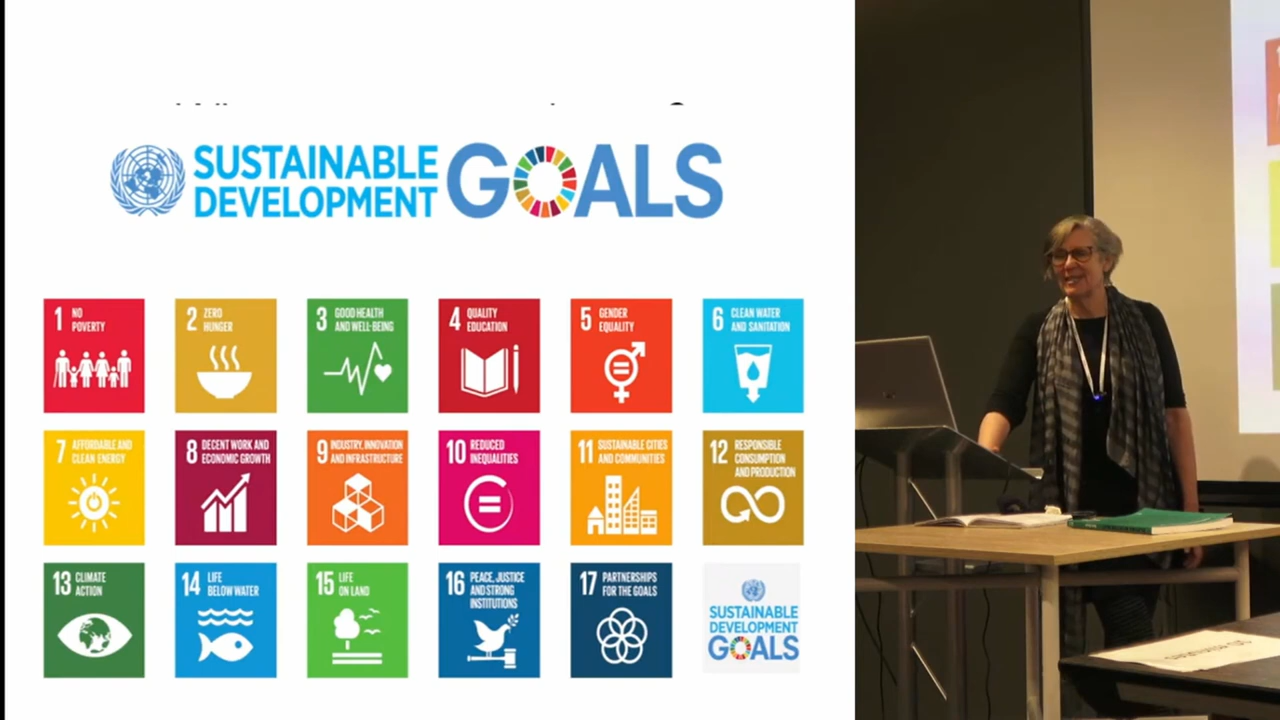 SUSTAINABLE
DEVELOPMENT
GOALS
1 NO
POVERTY
2 ZERO
HUNGER
3 GOOD HEALTH
AND WELL-BEING
4 QUALITY
EDUCATION
5 GENDER
EQUALITY
6 CLEAN WATER
AND SANITATION
7 AFFORDABLE AND
CLEAN ENERGY
8 DECENT WORK AND
ECONOMIC GROWTH
9 INDUSTRY, INNOVATION
AND INFRASTRUCTURE
10 REDUCED
INEQUALITIES
11 SUSTAINABLE CITIES
AND COMMUNITIES
12 RESPONSIBLE
CONSUMPTION
AND PRODUCTION
13 CLIMATE
ACTION
14 LIFE
BELOW WATER
15 LIFE
ON LAND
16 PEACE, JUSTICE
AND STRONG
INSTITUTIONS
17 PARTNERSHIPS
FOR THE GOALS
SUSTAINABLE
DEVELOPMENT
GOALS